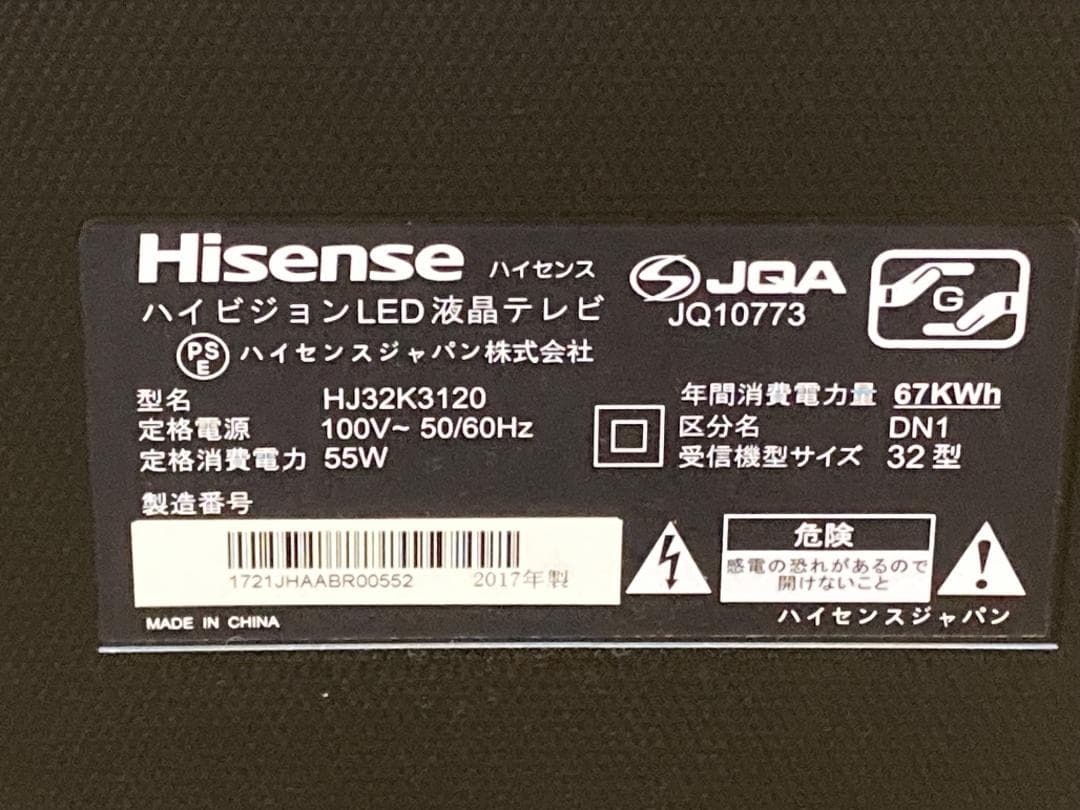 Hisense ハイセンス
ハイビジョンLED液晶テレビ
PSE ハイセンスジャパン株式会社
JQA
JQ10773
G
型名 HJ32K3120
定格電源 100V~ 50/60Hz
定格消費電力 55W
年間消費電力量 67KWh
区分名 DN1
受信機型サイズ 32型
製造番号
1721JHAABR00552 2017年製
MADE IN CHINA
危険
感電の恐れがあるので
開けないこと
ハイセンスジャパン